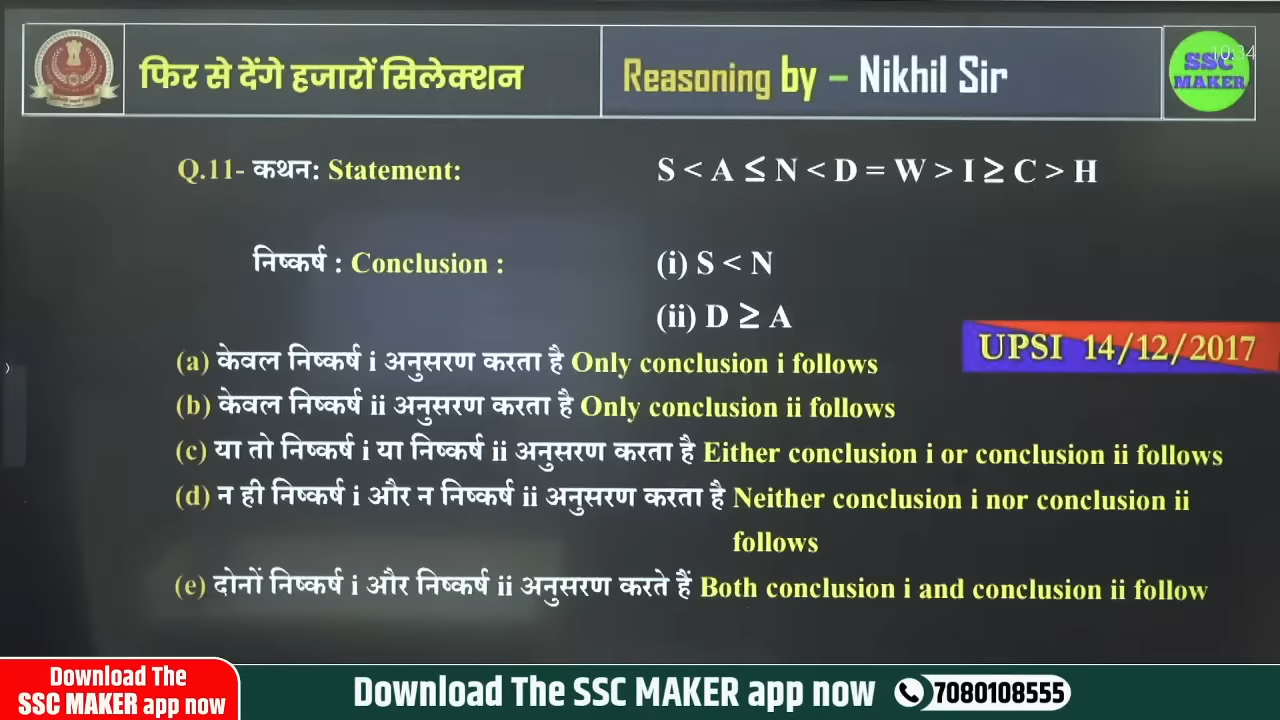 फिर से देंगे हजारों सिलेक्शन
Reasoning by – Nikhil Sir
10:34
SSC
MAKER
Q.11- कथन: Statement: S < A ≤ N < D = W > I ≥ C > H
निष्कर्ष : Conclusion : (i) S < N
(ii) D ≥ A
UPSI 14/12/2017
(a) केवल निष्कर्ष i अनुसरण करता है Only conclusion i follows
(b) केवल निष्कर्ष ii अनुसरण करता है Only conclusion ii follows
(c) या तो निष्कर्ष i या निष्कर्ष ii अनुसरण करता है Either conclusion i or conclusion ii follows
(d) न ही निष्कर्ष i और न निष्कर्ष ii अनुसरण करता है Neither conclusion i nor conclusion ii
follows
(e) दोनों निष्कर्ष i और निष्कर्ष ii अनुसरण करते हैं Both conclusion i and conclusion ii follow
Download The
SSC MAKER app now
Download The SSC MAKER app now 7080108555